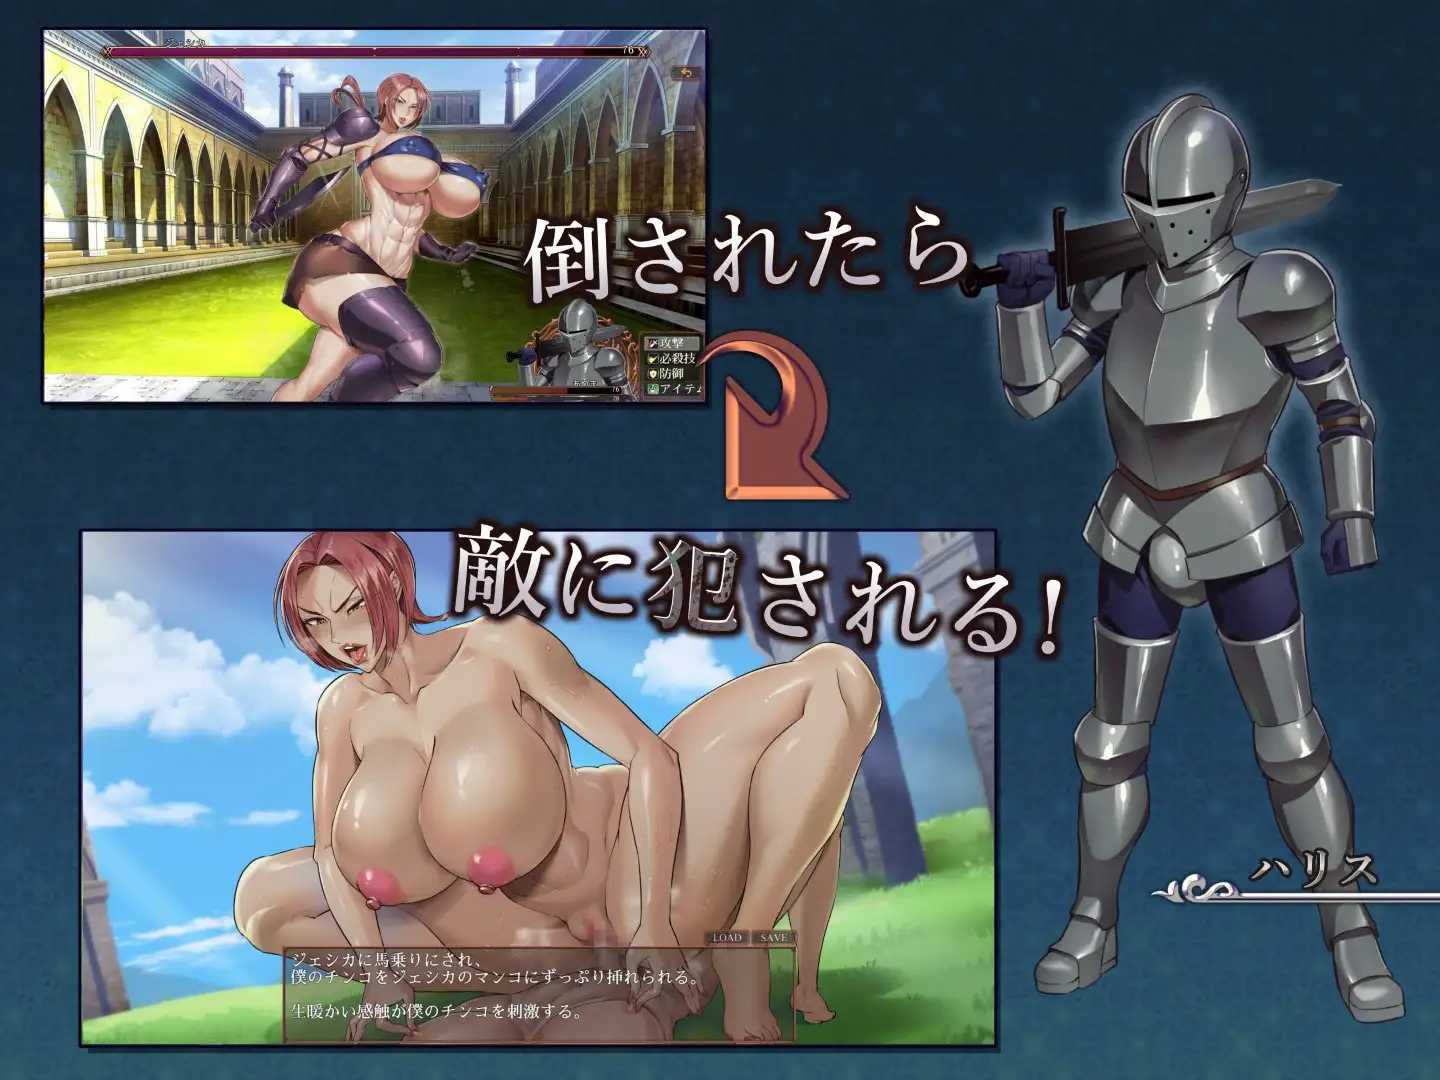 ジェシカ
76
倒されたら
攻撃
必殺技
防御
アイテム
76
敵に犯される!
LOAD SAVE
ジェシカに馬乗りにされ、
僕のチンコをジェシカのマンコにずっぷり挿れられる。
生暖かい感触が僕のチンコを刺激する。
ハリス